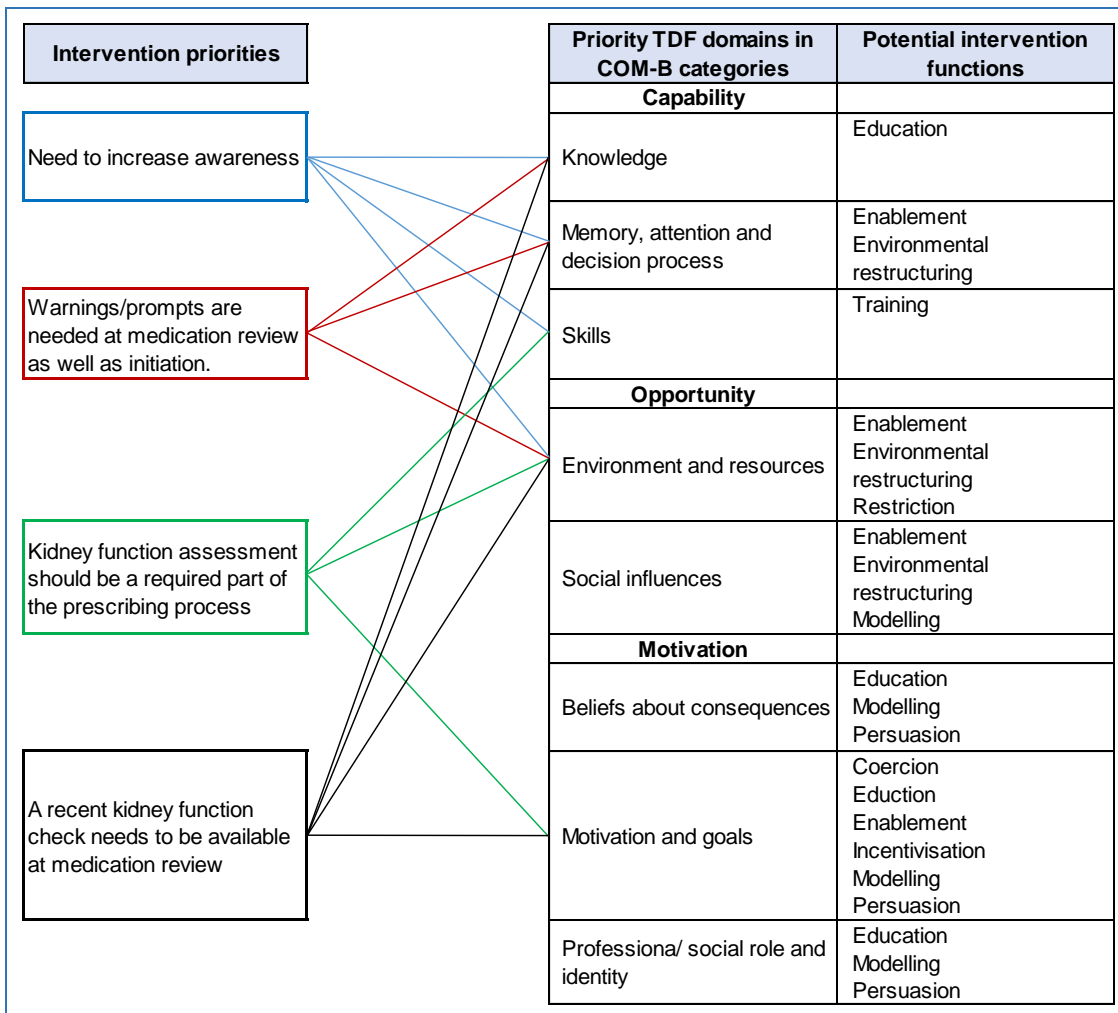 Intervention priorities
Need to increase awareness
Warnings/prompts are
needed at medication review
as well as initiation.
Kidney function assessment
should be a required part of
the prescribing process
A recent kidney function
check needs to be available
at medication review
Priority TDF domains in
COM-B categories
Potential intervention
functions
Capability
Knowledge
Education
Memory, attention and
decision process
Enablement
Environmental
restructuring
Skills
Training
Opportunity
Environment and resources
Enablement
Environmental
restructuring
Restriction
Social influences
Enablement
Environmental
restructuring
Modelling
Motivation
Beliefs about consequences
Education
Modelling
Persuasion
Motivation and goals
Coercion
Eduction
Enablement
Incentivisation
Modelling
Persuasion
Professiona/ social role and
identity
Education
Modelling
Persuasion